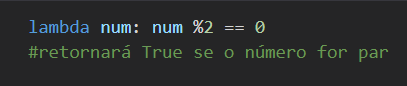 lambda num: num %2 == 0
#retornará True se o número for par